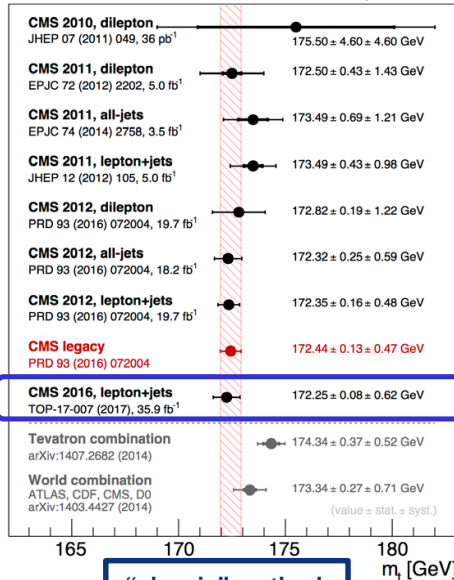 CMS 2010, dilepton
JHEP 07 (2011) 049, 36 pb⁻¹
175.50 ± 4.60 ± 4.60 GeV
CMS 2011, dilepton
EPJC 72 (2012) 2202, 5.0 fb⁻¹
172.50 ± 0.43 ± 1.43 GeV
CMS 2011, all-jets
EPJC 74 (2014) 2758, 3.5 fb⁻¹
173.49 ± 0.69 ± 1.21 GeV
CMS 2011, lepton+jets
JHEP 12 (2012) 105, 5.0 fb⁻¹
173.49 ± 0.43 ± 0.98 GeV
CMS 2012, dilepton
PRD 93 (2016) 072004, 19.7 fb⁻¹
172.82 ± 0.19 ± 1.22 GeV
CMS 2012, all-jets
PRD 93 (2016) 072004, 18.2 fb⁻¹
172.32 ± 0.25 ± 0.59 GeV
CMS 2012, lepton+jets
PRD 93 (2016) 072004, 19.7 fb⁻¹
172.35 ± 0.16 ± 0.48 GeV
CMS legacy
PRD 93 (2016) 072004
172.44 ± 0.13 ± 0.47 GeV
CMS 2016, lepton+jets
TOP-17-007 (2017), 35.9 fb⁻¹
172.25 ± 0.08 ± 0.62 GeV
Tevatron combination
arXiv:1407.2682 (2014)
174.34 ± 0.37 ± 0.52 GeV
World combination
ATLAS, CDF, CMS, D0
arXiv:1403.4427 (2014)
173.34 ± 0.27 ± 0.71 GeV
(value ± stat. ± syst.)
165 170 175 180
mₜ [GeV]